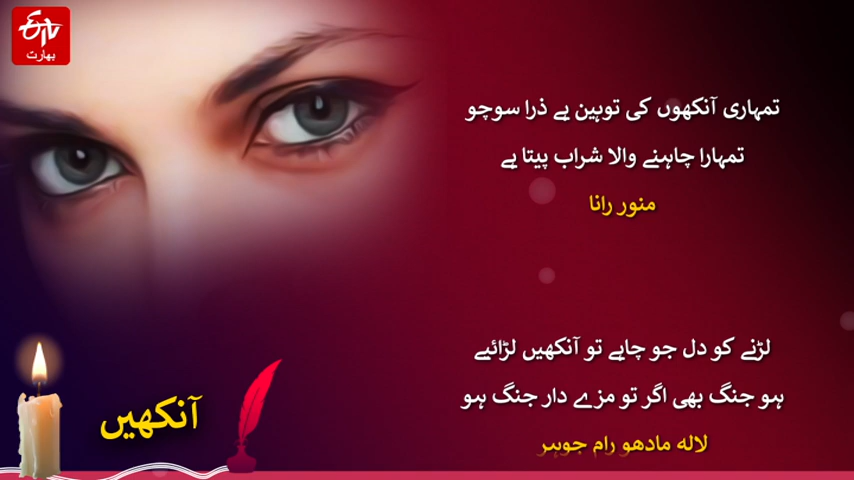 ETV
بھارت
تمہاری آنکھوں کی توہین ہے ذرا سوچو
تمہارا چاہنے والا شراب پیتا ہے
منور رانا
لڑنے کو دل جو چاہے تو آنکھیں لڑائیے
ہو جنگ بھی اگر تو مزے دار جنگ ہو
لالہ مادھو رام جوہر
آنکھیں